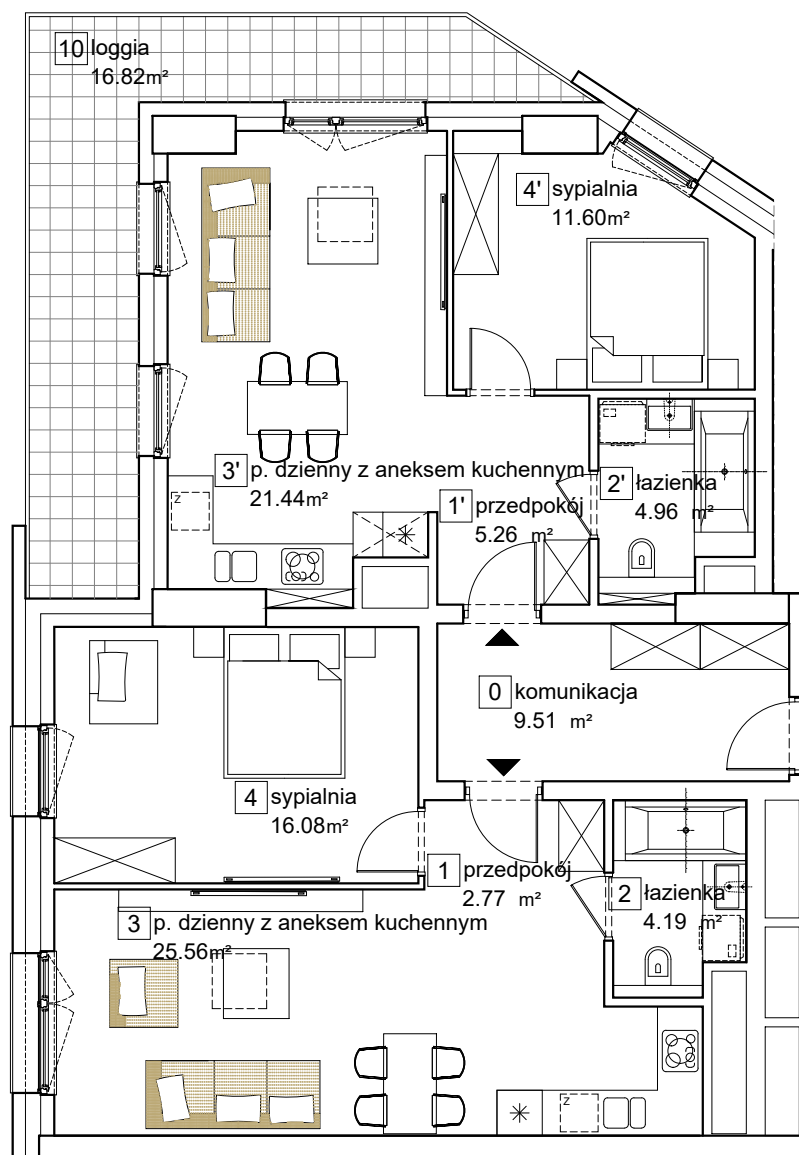 10 loggia
16.82m²
4' sypialnia
11.60m²
3' p. dzienny z aneksem kuchennym
21.44m²
2' łazienka
4.96 m²
1' przedpokój
5.26 m²
z
0 komunikacja
9.51 m²
4 sypialnia
16.08m²
1 przedpokój
2.77 m²
2 łazienka
4.19 m²
3 p. dzienny z aneksem kuchennym
25.56m²
z